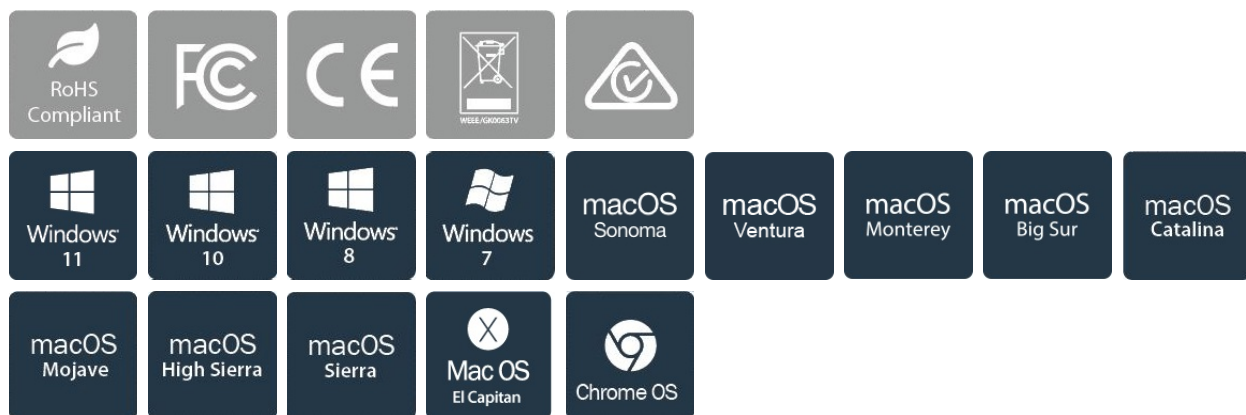 RoHS
Compliant
FC
CE
WEEE/GK0083TV
Windows
11
Windows
10
Windows
8
Windows
7
macOS
Sonoma
macOS
Ventura
macOS
Monterey
macOS
Big Sur
macOS
Catalina
macOS
Mojave
macOS
High Sierra
macOS
Sierra
X
Mac OS
El Capitan
Chrome OS